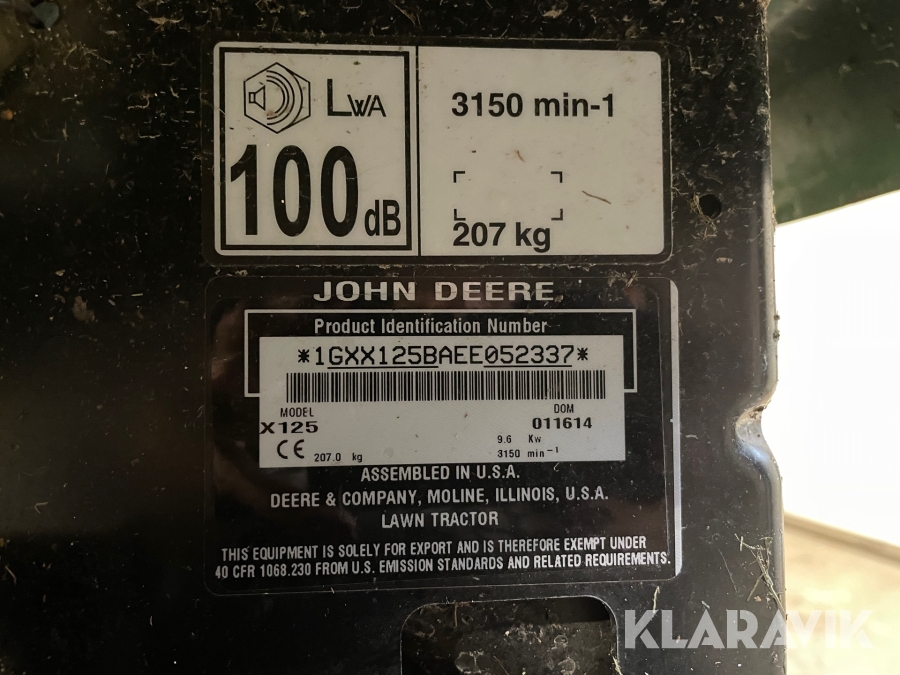 LWA
100 dB
3150 min-1
207 kg
JOHN DEERE
Product Identification Number
*1GXX125BAEE052337*
MODEL
DOM
X125
011614
CE
207.0 kg
9.6 Kw
3150 min-1
ASSEMBLED IN U.S.A.
DEERE & COMPANY, MOLINE, ILLINOIS, U.S.A.
LAWN TRACTOR
THIS EQUIPMENT IS SOLELY FOR EXPORT AND IS THEREFORE EXEMPT UNDER
40 CFR 1068.230 FROM U.S. EMISSION STANDARDS AND RELATED REQUIREMENTS.
KLARAVIK